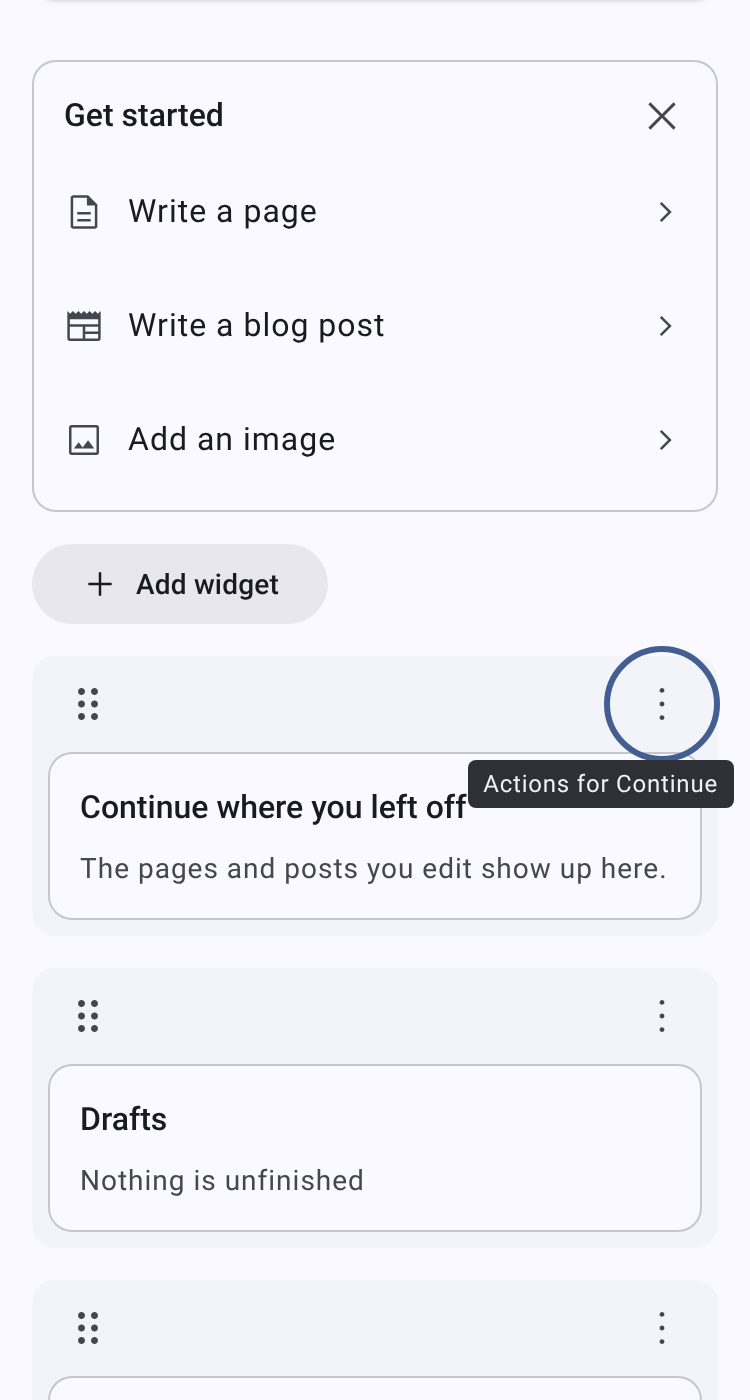 Get started
Write a page
Write a blog post
Add an image
Add widget
Actions for Continue
Continue where you left off
The pages and posts you edit show up here.
Drafts
Nothing is unfinished